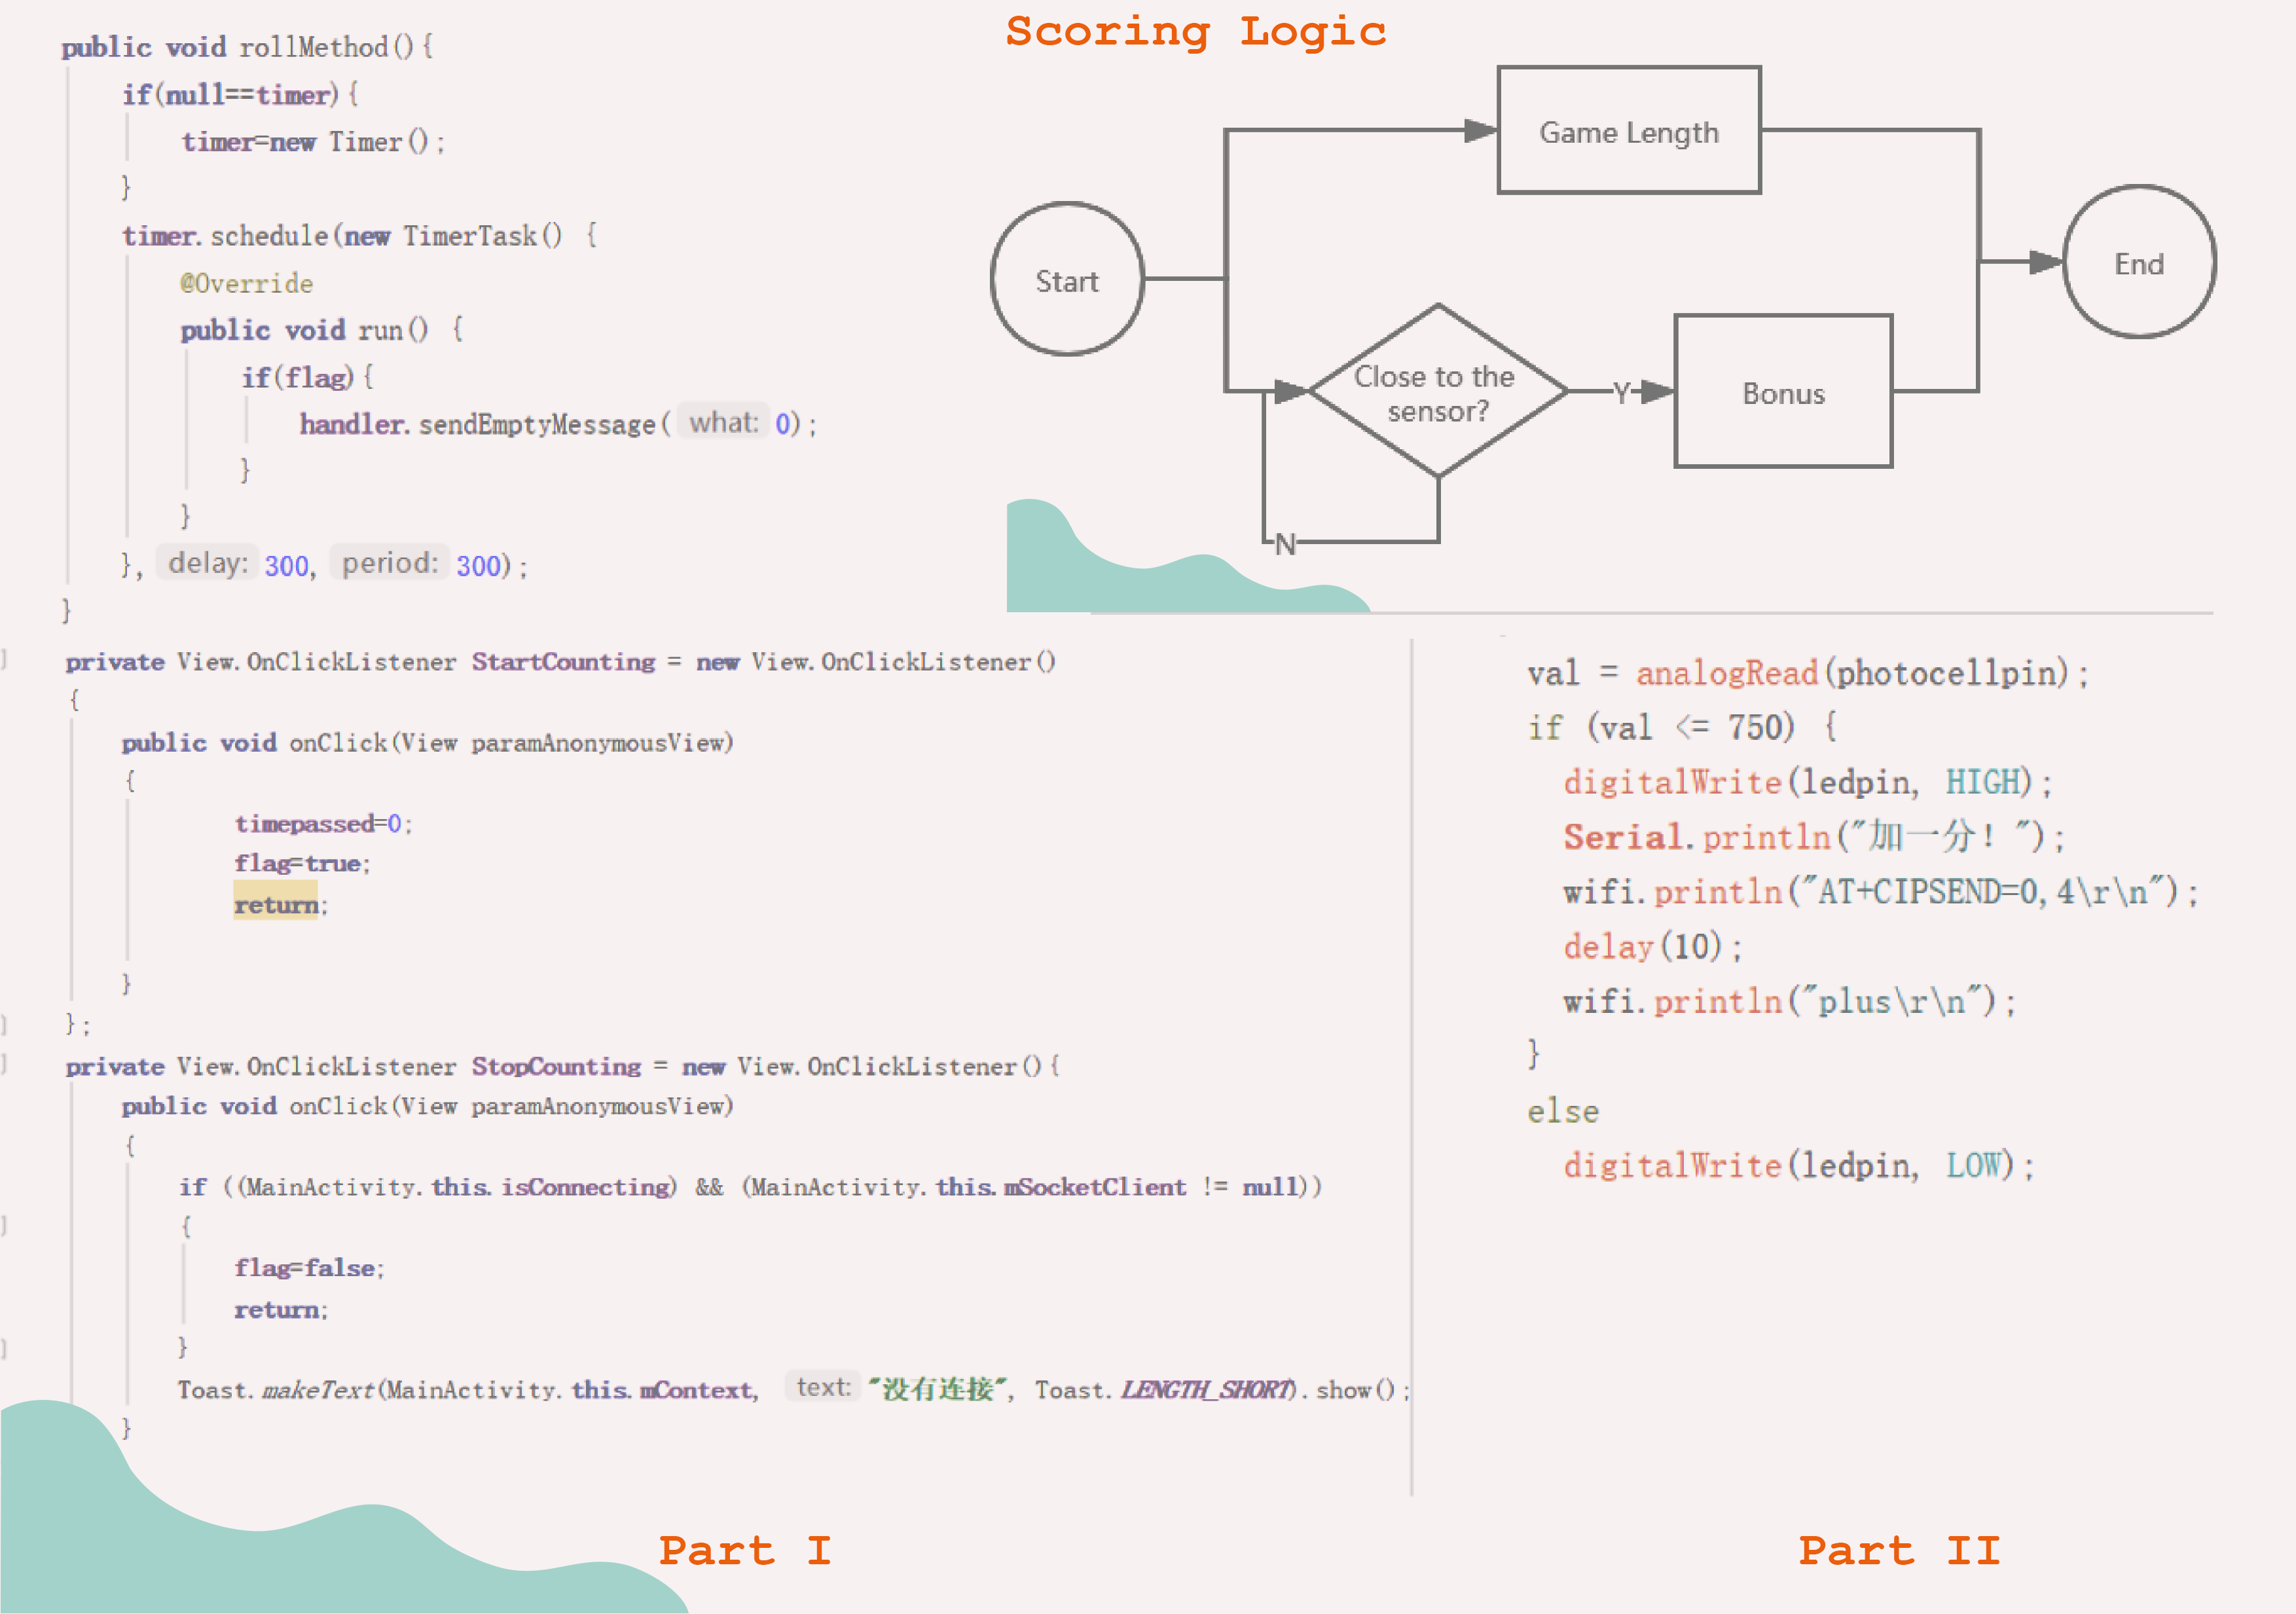 Scoring Logic
public void rollMethod(){
if(null==timer){
timer=new Timer();
}
timer.schedule(new TimerTask() {
@Override
public void run() {
if(flag){
handler.sendEmptyMessage( what: 0);
}
}
}, delay: 300, period: 300);
}
Start
Game Length
Close to the
sensor?
Y
N
Bonus
End
private View.OnClickListener StartCounting = new View.OnClickListener()
{
public void onClick(View paramAnonymousView)
{
timepassed=0;
flag=true;
return;
}
};
private View.OnClickListener StopCounting = new View.OnClickListener(){
public void onClick(View paramAnonymousView)
{
if ((MainActivity.this.isConnecting) && (MainActivity.this.mSocketClient != null))
{
flag=false;
return;
}
Toast.makeText(MainActivity.this.mContext, text: "没有连接", Toast.LENGTH_SHORT).show();
}
Part I
val = analogRead(photocellpin);
if (val <= 750) {
digitalWrite(ledpin, HIGH);
Serial.println("加一分！");
wifi.println("AT+CIPSEND=0,4\r\n");
delay(10);
wifi.println("plus\r\n");
}
else
digitalWrite(ledpin, LOW);
Part II